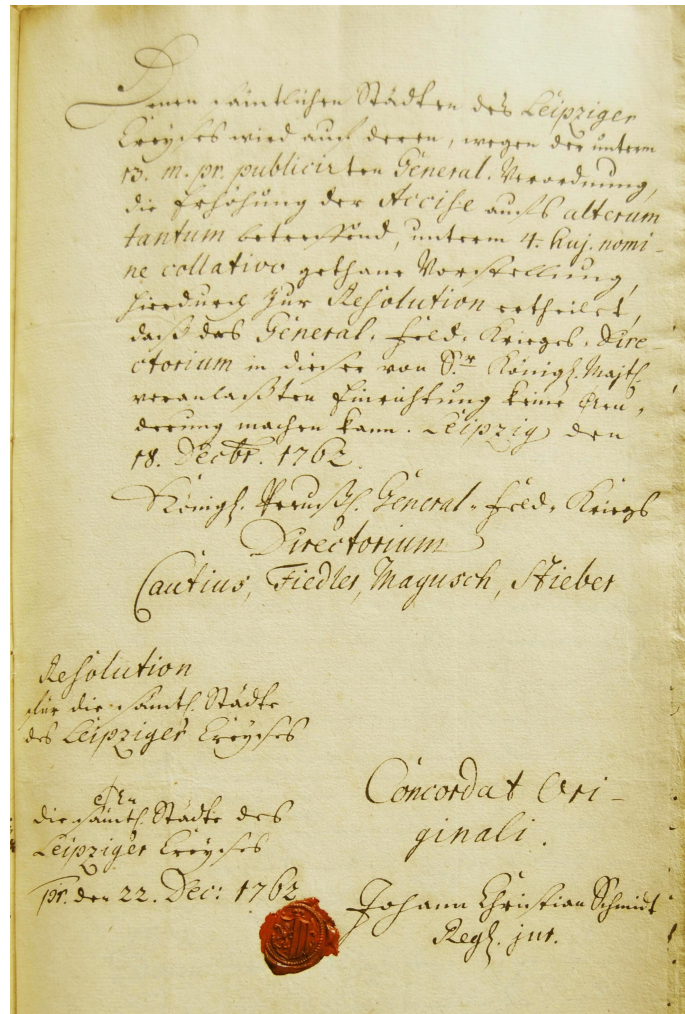 Denen sämtlichen Städten des Leipziger
Creyses wird auf deren, wegen der unterm
13. m. pr. publicirten General-Verordnung,
die Erhöhung der Accise aufs alterum
tantum betreffend, unterm 4. huj. nomi-
ne collativo gethane Vorstellung,
hierdurch zur Resolution ertheilet,
daß das General-Feld-Kriegs-Dire-
ctorium in dieser von Sr. Königl. Majt.
veranlaßten Einrichtung keine Aen-
derung machen kann. Leipzig den
18. Decbr. 1762.
Königl. Preuß. General-Feld-Kriegs
Directorium
Cautius, Fiedler, Magusch, Stieber
Resolution
für die sämtl. Städte
des Leipziger Creyses
die sämtl. Städte des
Leipziger Creyses
pr. den 22. Dec: 1762
Concordat Ori-
ginali.
Johann Christian Schmidt
Regl. jur.